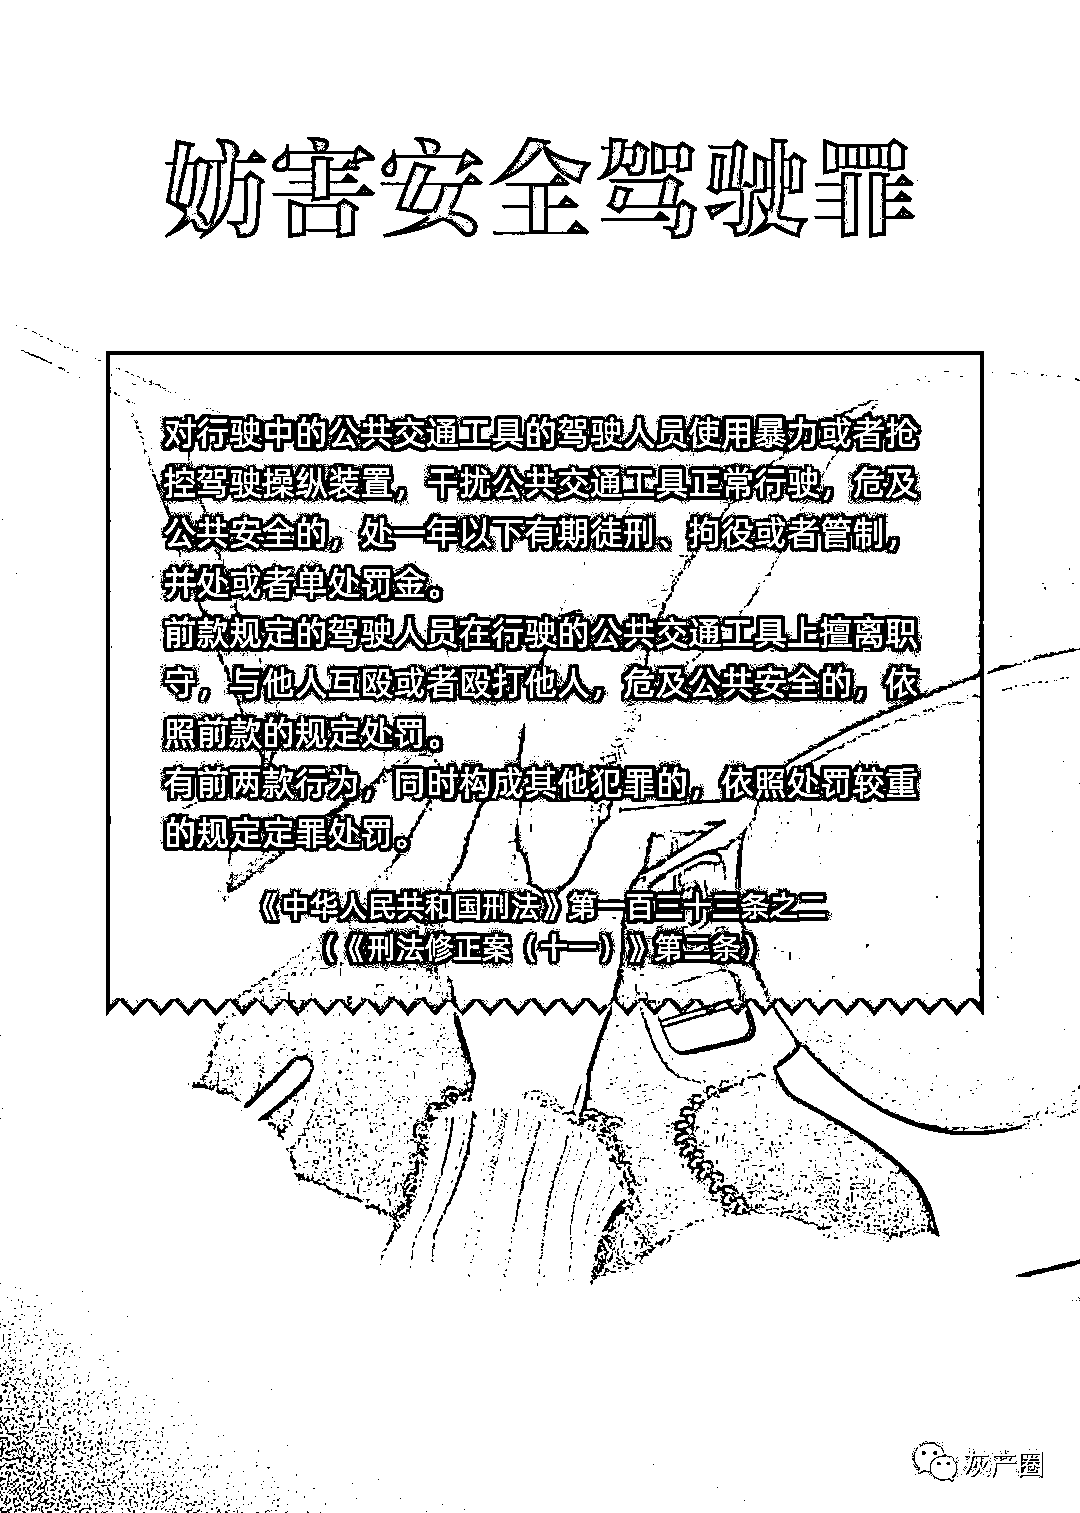 妨害安全驾驶罪
对行驶中的公共交通工具的驾驶人员使用暴力或者抢
控驾驶操纵装置，干扰公共交通工具正常行驶，危及
公共安全的，处一年以下有期徒刑、拘役或者管制，
并处或者单处罚金。
前款规定的驾驶人员在行驶的公共交通工具上擅离职
守，与他人互殴或者殴打他人，危及公共安全的，依
照前款的规定处罚。
有前两款行为，同时构成其他犯罪的，依照处罚较重
的规定定罪处罚。
《中华人民共和国刑法》第一百三十三条之二
（《刑法修正案（十一）》第二条）
灰产圈